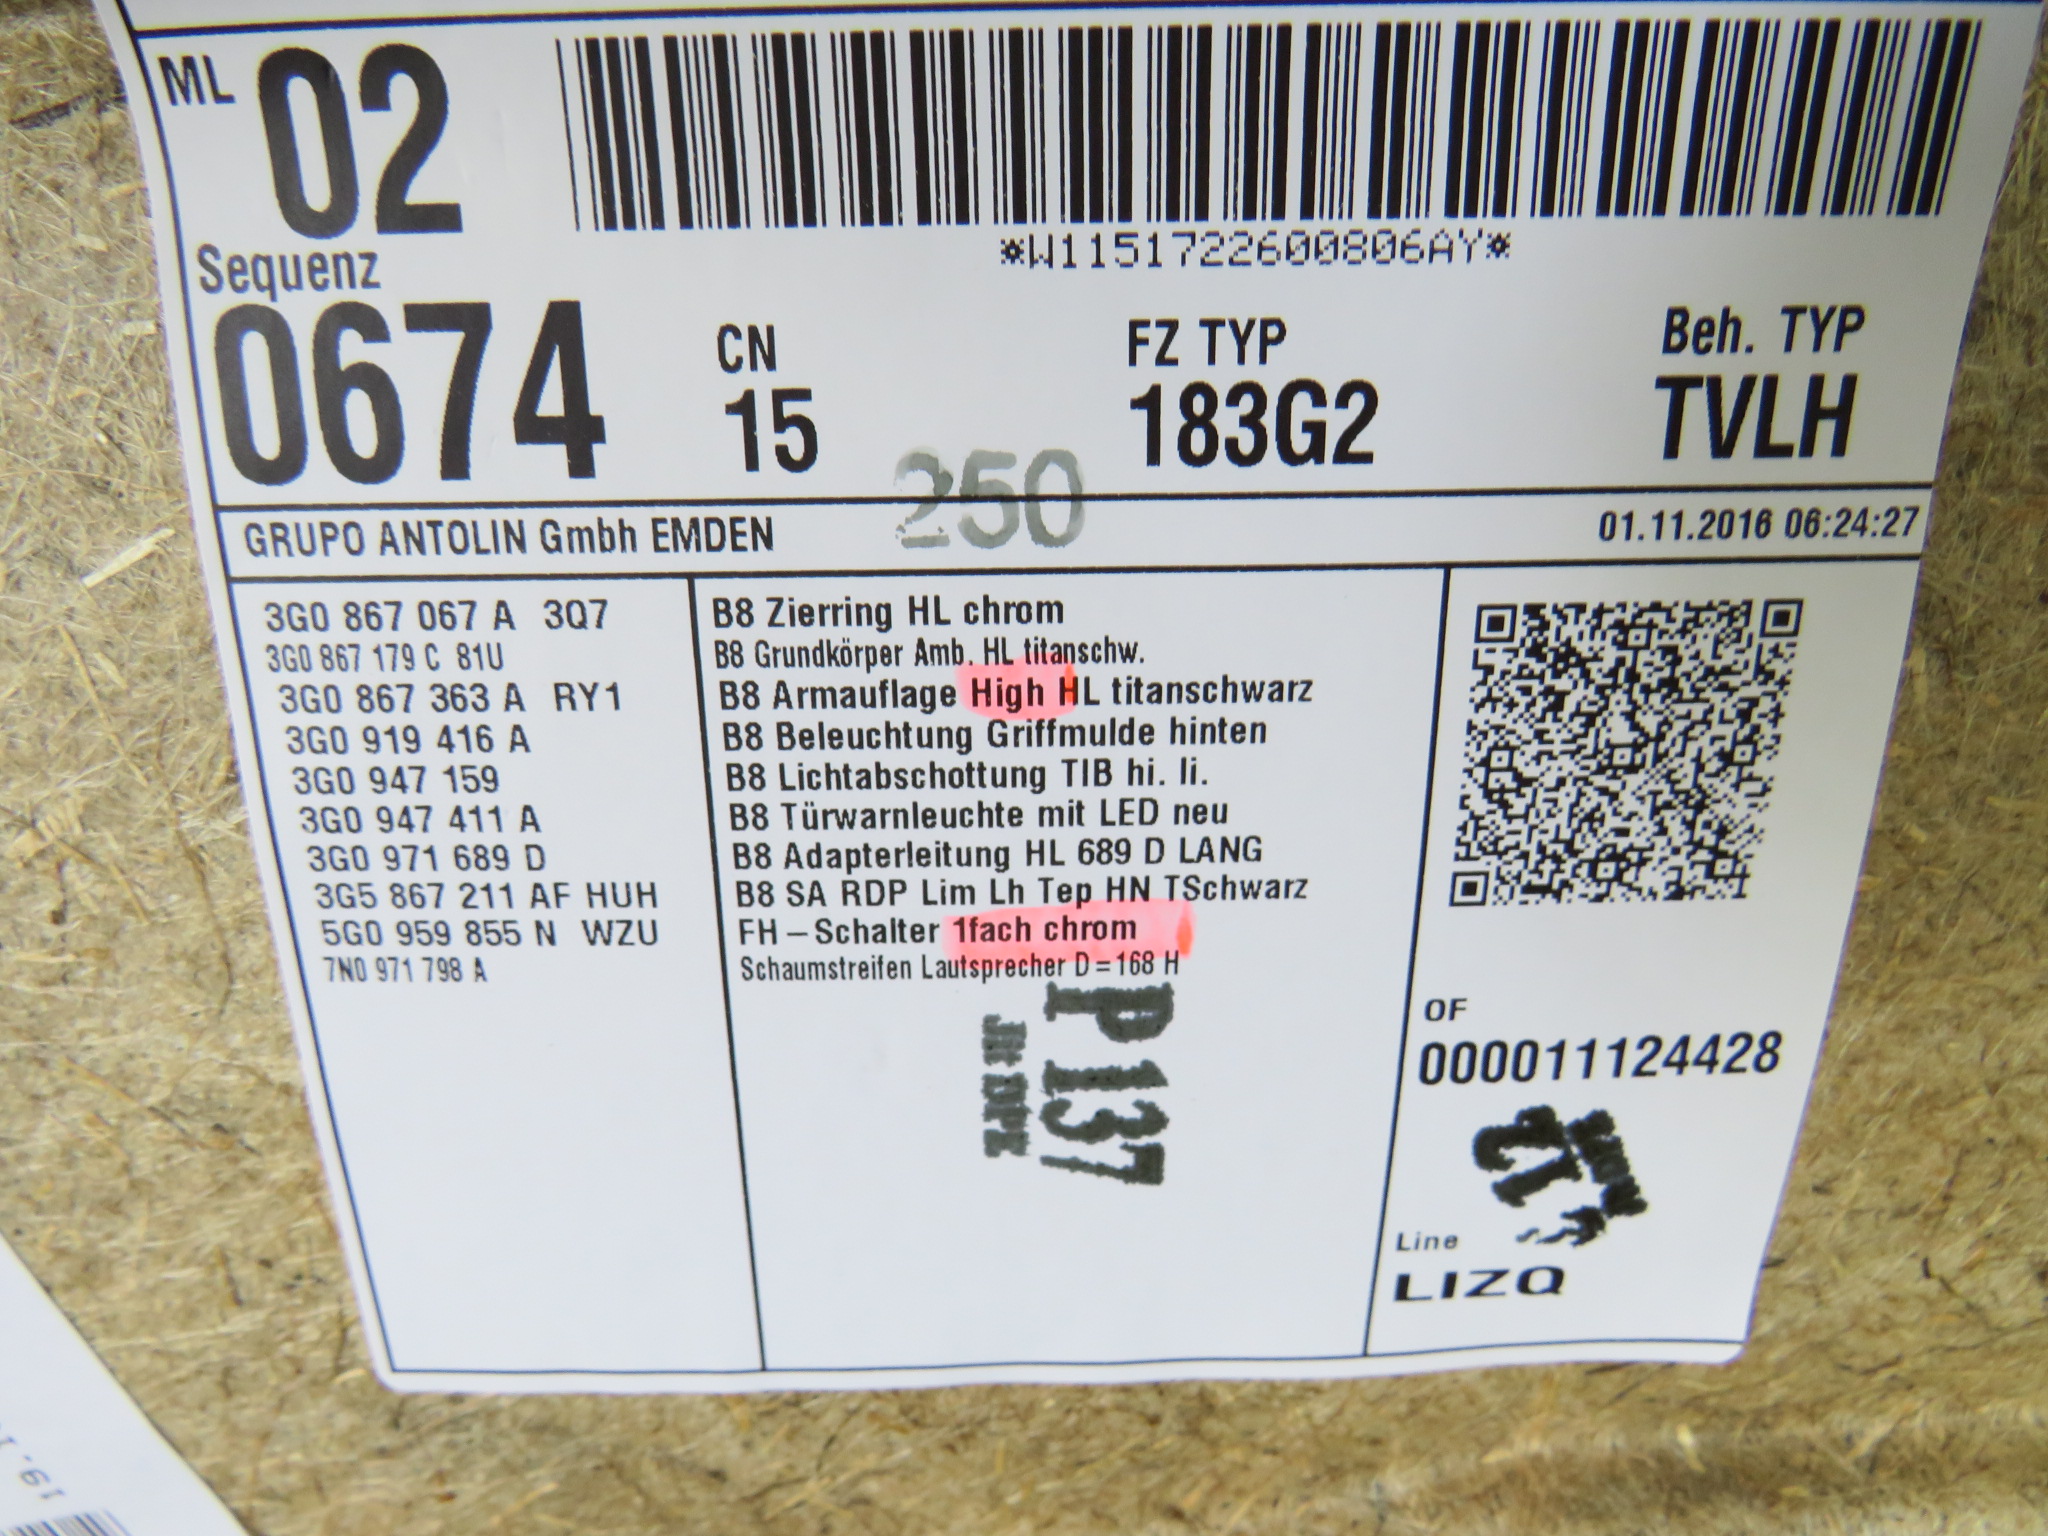 ML 02
*W1151722600806AY*
Sequenz
0674
CN
15
FZ TYP
183G2
Beh. TYP
TVLH
250
GRUPO ANTOLIN Gmbh EMDEN
01.11.2016 06:24:27
3G0 867 067 A 3Q7 B8 Zierring HL chrom
3G0 867 179 C 81U B8 Grundkörper Amb. HL titanschw.
3G0 867 363 A RY1 B8 Armauflage High HL titanschwarz
3G0 919 416 A B8 Beleuchtung Griffmulde hinten
3G0 947 159 B8 Lichtabschottung TIB hi. li.
3G0 947 411 A B8 Türwarnleuchte mit LED neu
3G0 971 689 D B8 Adapterleitung HL 689 D LANG
3G5 867 211 AF HUH B8 SA RDP Lim Lh Tep HN TSchwarz
5G0 959 855 N WZU FH – Schalter 1fach chrom
7N0 971 798 A Schaumstreifen Lautsprecher D=168 H
P 137
OF
000011124428
Line
LIZQ
19.1